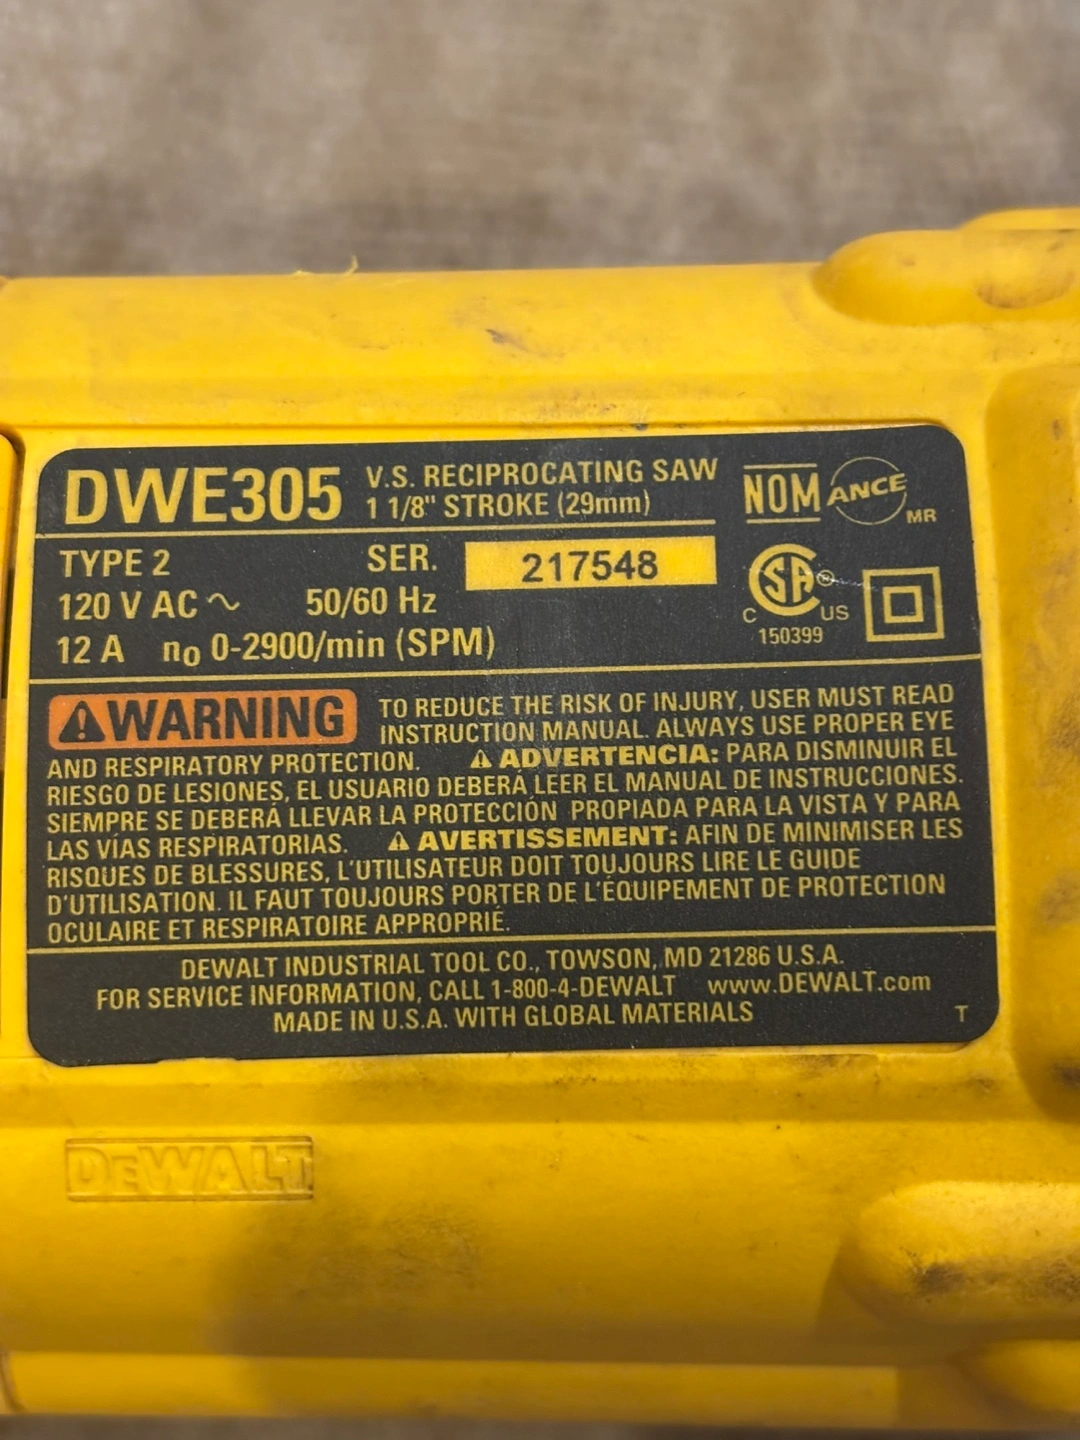 DWE305 V.S. RECIPROCATING SAW
1 1/8" STROKE (29mm)
NOM ANCE MR
TYPE 2 SER. 217548
120 V AC ~ 50/60 Hz
12 A n₀ 0-2900/min (SPM)
C SA ® US
150399
⚠WARNING TO REDUCE THE RISK OF INJURY, USER MUST READ
INSTRUCTION MANUAL. ALWAYS USE PROPER EYE
AND RESPIRATORY PROTECTION. ⚠ ADVERTENCIA: PARA DISMINUIR EL
RIESGO DE LESIONES, EL USUARIO DEBERÁ LEER EL MANUAL DE INSTRUCCIONES.
SIEMPRE SE DEBERÁ LLEVAR LA PROTECCIÓN PROPIADA PARA LA VISTA Y PARA
LAS VÍAS RESPIRATORIAS. ⚠ AVERTISSEMENT: AFIN DE MINIMISER LES
RISQUES DE BLESSURES, L'UTILISATEUR DOIT TOUJOURS LIRE LE GUIDE
D'UTILISATION. IL FAUT TOUJOURS PORTER DE L'ÉQUIPEMENT DE PROTECTION
OCULAIRE ET RESPIRATOIRE APPROPRIÉ.
DEWALT INDUSTRIAL TOOL CO., TOWSON, MD 21286 U.S.A.
FOR SERVICE INFORMATION, CALL 1-800-4-DEWALT www.DEWALT.com
MADE IN U.S.A. WITH GLOBAL MATERIALS T
DEWALT